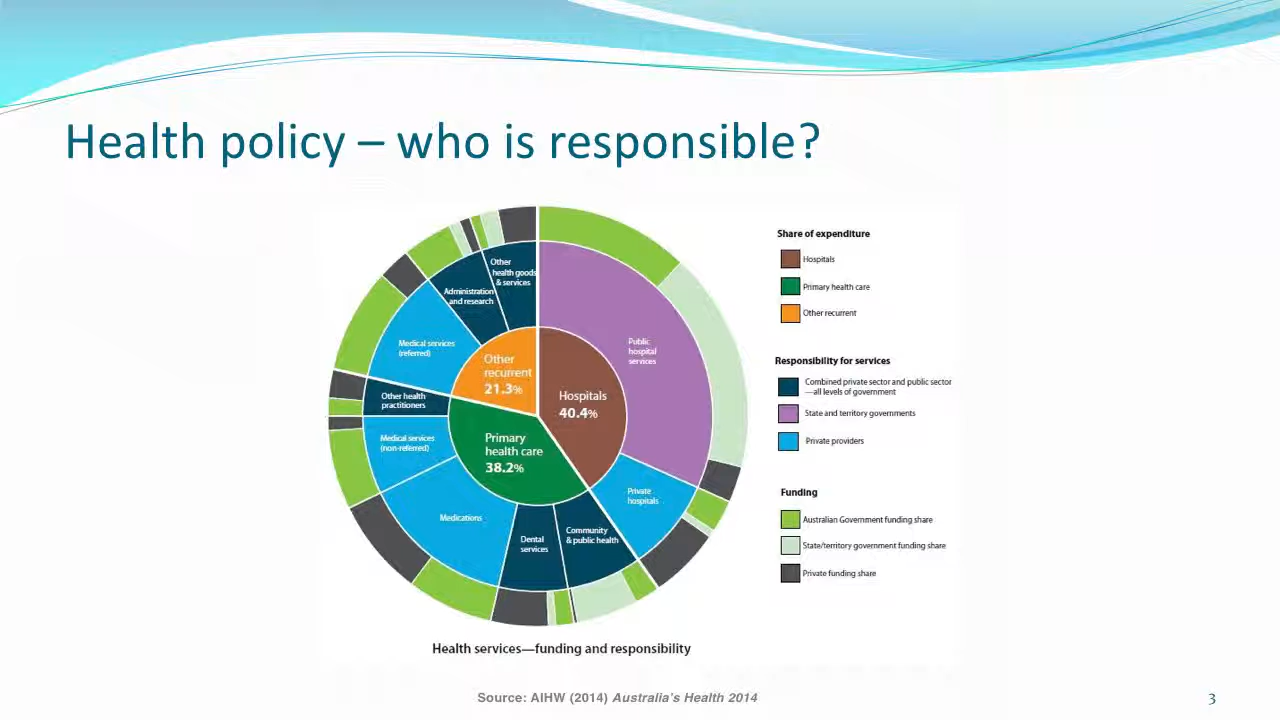 Health policy – who is responsible?
Other
health goods
& services
Administration
and research
Medical services
(referred)
Other
recurrent
21.3%
Public
hospital
services
Hospitals
40.4%
Other health
practitioners
Medical services
(non-referred)
Primary
health care
38.2%
Medications
Dental
services
Community
& public health
Private
hospitals
Share of expenditure
Hospitals
Primary health care
Other recurrent
Responsibility for services
Combined private sector and public sector
—all levels of government
State and territory governments
Private providers
Funding
Australian Government funding share
State/territory government funding share
Private funding share
Health services—funding and responsibility
Source: AIHW (2014) Australia's Health 2014
3